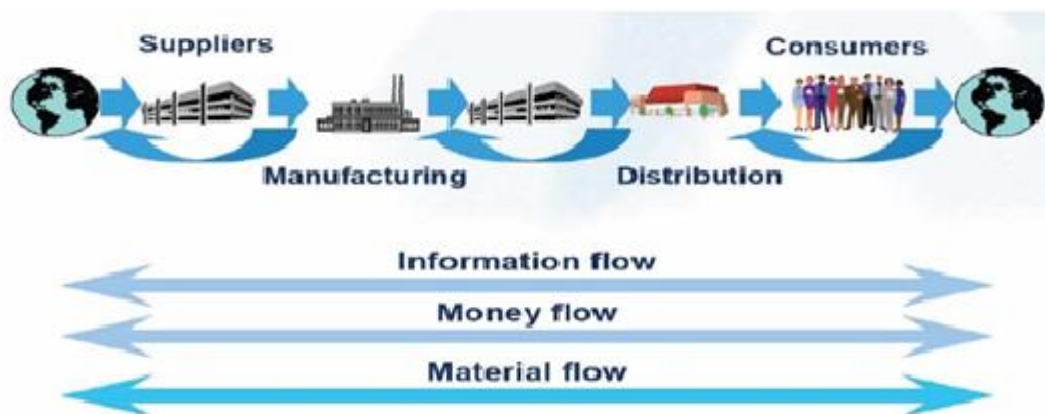 Suppliers
Consumers
Manufacturing
Distribution
Information flow
Money flow
Material flow